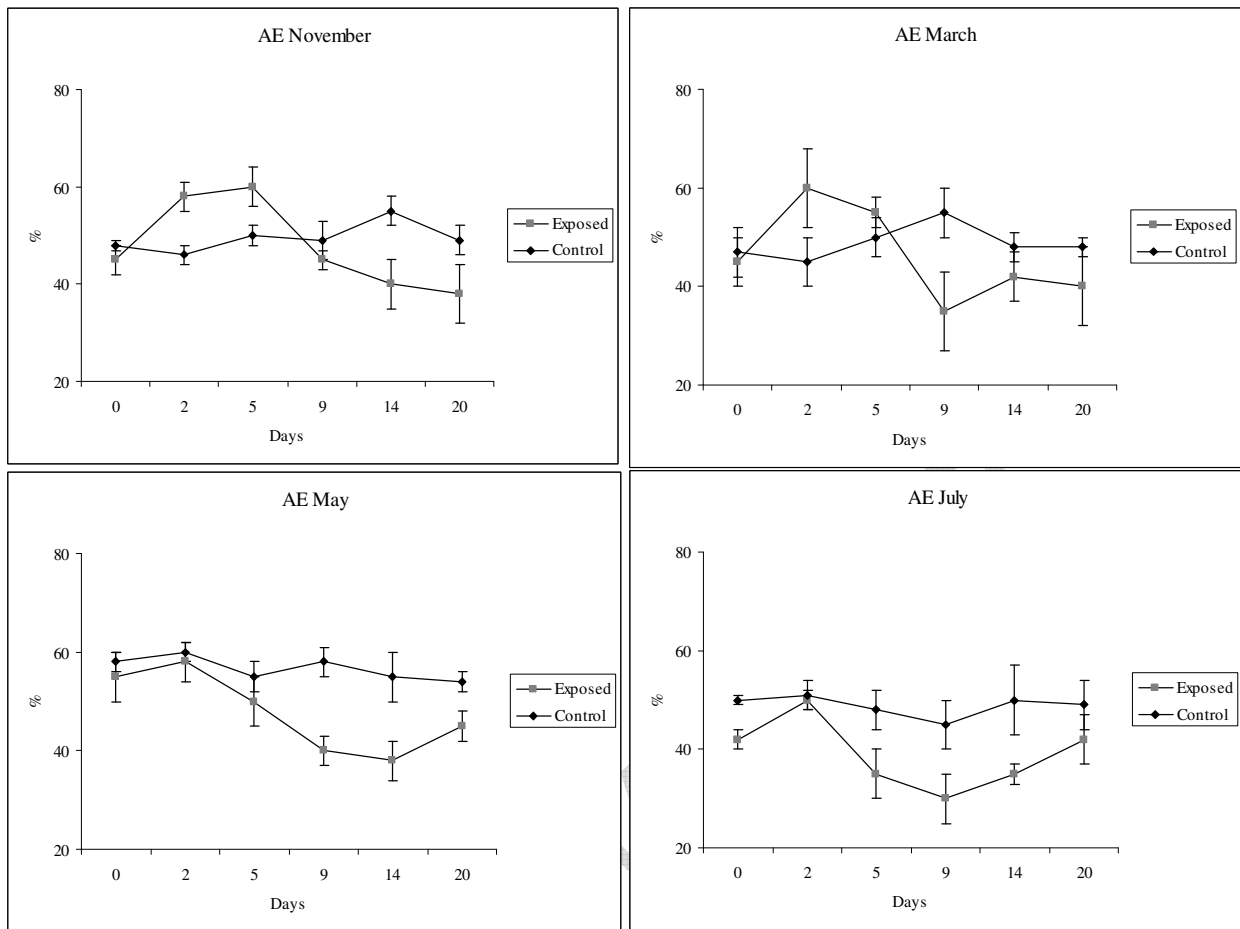 AE November
80
60
40
20
%
0 2 5 9 14 20
Days
Exposed
Control
AE March
80
60
40
20
%
0 2 5 9 14 20
Days
Exposed
Control
AE May
80
60
40
20
%
0 2 5 9 14 20
Days
Exposed
Control
AE July
80
60
40
20
%
0 2 5 9 14 20
Days
Exposed
Control